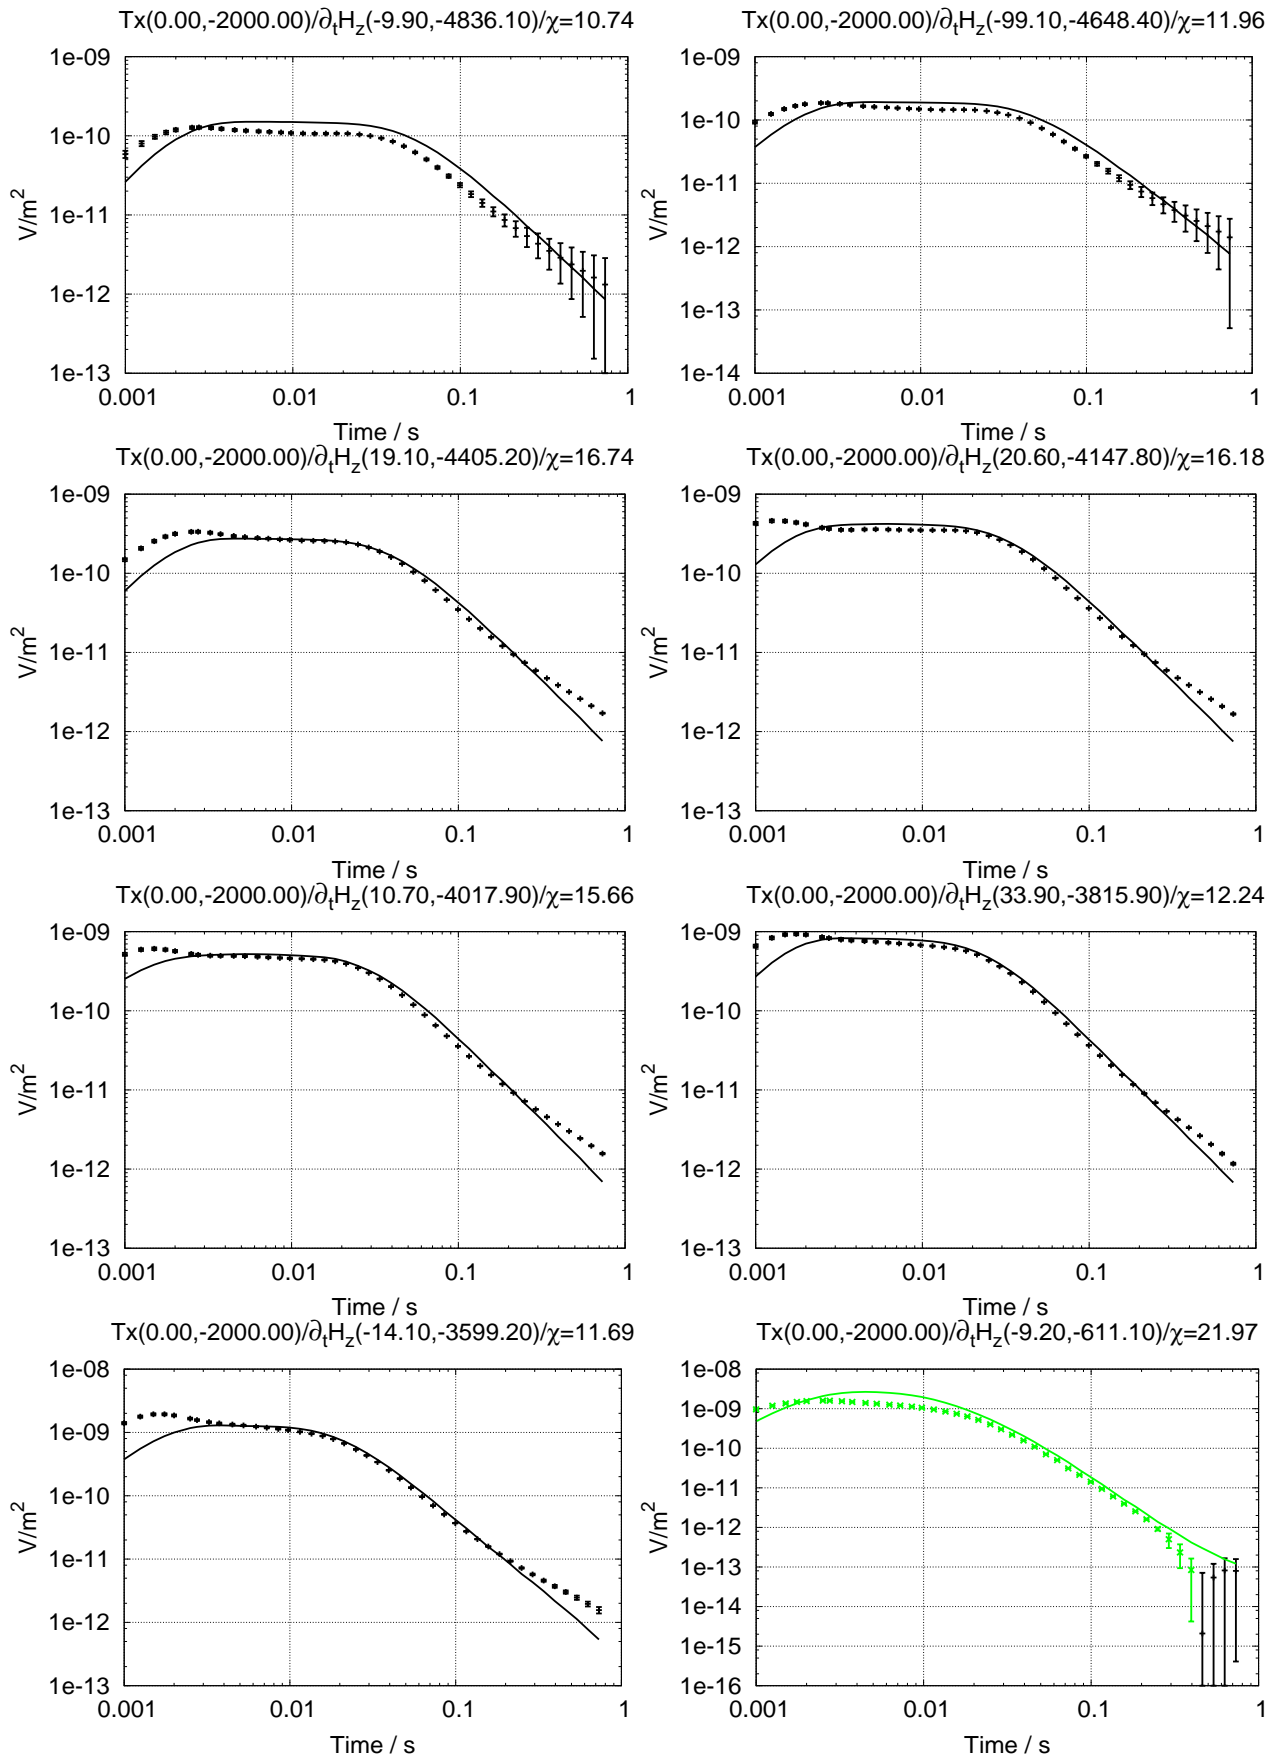 Tx(0.00,-2000.00)/∂tHz(-9.90,-4836.10)/χ=10.74
1e-09
1e-10
1e-11
1e-12
1e-13
V/m2
0.001 0.01 0.1 1
Time / s
Tx(0.00,-2000.00)/∂tHz(-99.10,-4648.40)/χ=11.96
1e-09
1e-10
1e-11
1e-12
1e-13
1e-14
V/m2
0.001 0.01 0.1 1
Time / s
Tx(0.00,-2000.00)/∂tHz(19.10,-4405.20)/χ=16.74
1e-09
1e-10
1e-11
1e-12
1e-13
V/m2
0.001 0.01 0.1 1
Time / s
Tx(0.00,-2000.00)/∂tHz(20.60,-4147.80)/χ=16.18
1e-09
1e-10
1e-11
1e-12
1e-13
V/m2
0.001 0.01 0.1 1
Time / s
Tx(0.00,-2000.00)/∂tHz(10.70,-4017.90)/χ=15.66
1e-09
1e-10
1e-11
1e-12
1e-13
V/m2
0.001 0.01 0.1 1
Time / s
Tx(0.00,-2000.00)/∂tHz(33.90,-3815.90)/χ=12.24
1e-09
1e-10
1e-11
1e-12
1e-13
V/m2
0.001 0.01 0.1 1
Time / s
Tx(0.00,-2000.00)/∂tHz(-14.10,-3599.20)/χ=11.69
1e-08
1e-09
1e-10
1e-11
1e-12
1e-13
V/m2
0.001 0.01 0.1 1
Time / s
Tx(0.00,-2000.00)/∂tHz(-9.20,-611.10)/χ=21.97
1e-08
1e-09
1e-10
1e-11
1e-12
1e-13
1e-14
1e-15
1e-16
V/m2
0.001 0.01 0.1 1
Time / s